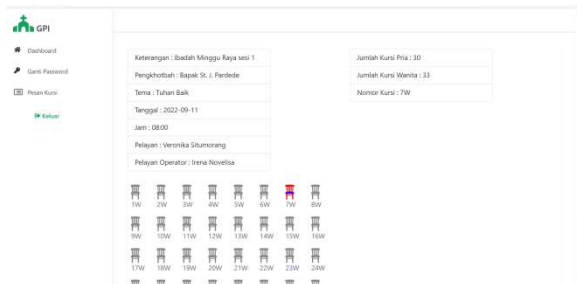 GPI
Dashboard
Ganti Password
Pesan Kursi
Keluar
Keterangan : Ibadah Minggu Raya sesi 1
Pengkhotbah : Bapak St. J. Pardede
Tema : Tuhan Baik
Tanggal : 2022-09-11
Jam : 08:00
Pelayan : Veronika Situmorang
Pelayan Operator : Irena Novelisa
Jumlah Kursi Pria : 30
Jumlah Kursi Wanita : 33
Nomor Kursi : 7W
1W 2W 3W 4W 5W 6W 7W 8W
9W 10W 11W 12W 13W 14W 15W 16W
17W 18W 19W 20W 21W 22W 23W 24W